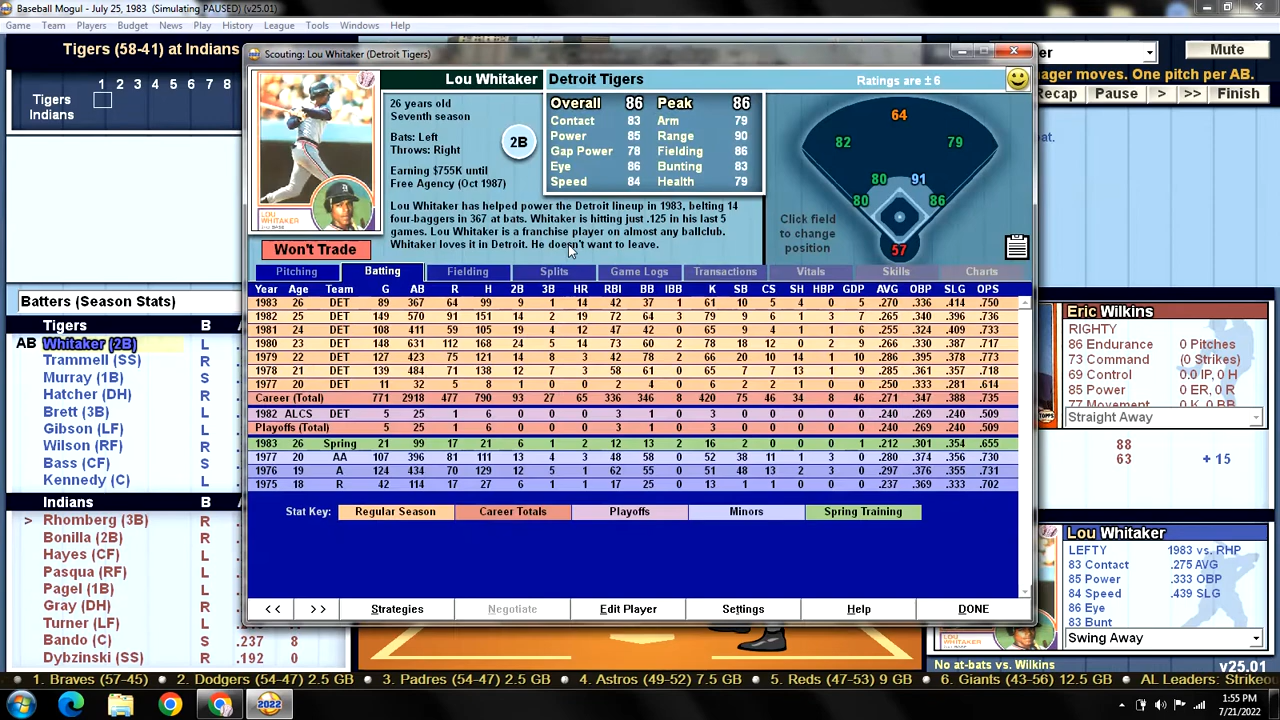 Baseball Mogul - July 25, 1983 (Simulating PAUSED) (v25.01)
Game Team Players Budget News Play History League Tools Windows Help
Tigers (58-41) at Indians
1 2 3 4 5 6 7 8
Tigers
Indians
Mute
nager moves. One pitch per AB.
Recap Pause > >> Finish
Scouting: Lou Whitaker (Detroit Tigers)
Lou Whitaker Detroit Tigers Ratings are ± 6
26 years old
Seventh season
Bats: Left
Throws: Right
Earning $755K until
Free Agency (Oct 1987)
2B
Overall 86 Peak 86
Contact 83 Arm 79
Power 85 Range 90
Gap Power 78 Fielding 86
Eye 86 Bunting 83
Speed 84 Health 79
LOU WHITAKER
Lou Whitaker has helped power the Detroit lineup in 1983, belting 14
four-baggers in 367 at bats. Whitaker is hitting just .125 in his last 5
games. Lou Whitaker is a franchise player on almost any ballclub.
Whitaker loves it in Detroit. He doesn't want to leave.
Won't Trade
64
82 79
80 91
80 86
57
Click field
to change
position
Pitching Batting Fielding Splits Game Logs Transactions Vitals Skills Charts
Year Age Team G AB R H 2B 3B HR RBI BB IBB K SB CS SH HBP GDP AVG OBP SLG OPS
1983 26 DET 89 367 64 99 9 1 14 42 37 1 61 10 5 4 0 5 .270 .336 .414 .750
1982 25 DET 149 570 91 151 14 2 19 72 64 3 79 9 6 1 3 7 .265 .340 .396 .736
1981 24 DET 108 411 59 105 19 4 12 47 42 0 65 9 4 1 1 8 .255 .324 .409 .733
1980 23 DET 148 631 112 168 24 5 14 73 60 2 78 18 12 0 2 9 .266 .330 .387 .717
1979 22 DET 127 423 75 121 14 8 3 42 78 2 66 20 10 14 1 10 .286 .395 .378 .773
1978 21 DET 139 484 71 138 12 7 3 58 61 0 65 7 7 13 1 9 .285 .361 .357 .718
1977 20 DET 11 32 5 8 1 0 0 2 4 0 6 2 2 1 0 0 .250 .333 .281 .614
Career (Total) 771 2918 477 790 93 27 65 336 346 8 420 75 46 34 8 46 .271 .347 .388 .735
1982 ALCS DET 5 25 1 6 0 0 0 3 1 0 3 0 0 0 0 0 .240 .269 .240 .509
Playoffs (Total) 5 25 1 6 0 0 0 3 1 0 3 0 0 0 0 0 .240 .269 .240 .509
1983 26 Spring 21 99 17 21 6 1 2 12 13 2 16 2 0 0 0 1 .212 .301 .354 .655
1977 20 AA 107 396 81 111 13 4 3 48 58 0 52 38 11 1 3 0 .280 .374 .356 .730
1976 19 A 124 434 70 129 12 5 1 62 55 0 51 48 13 2 3 0 .297 .376 .355 .731
1975 18 R 42 114 17 27 6 1 1 17 25 0 13 1 1 0 0 0 .237 .369 .333 .702
Stat Key: Regular Season Career Totals Playoffs Minors Spring Training
<< >> Strategies Negotiate Edit Player Settings Help DONE
Batters (Season Stats)
Tigers B
AB Whitaker (2B) L
Trammell (SS) R
Murray (1B) S
Hatcher (DH) R
Brett (3B) L
Gibson (LF) L
Wilson (RF) L
Bass (CF) L
Kennedy (C) L
Indians B
> Rhomberg (3B) R
Bonilla (2B) R
Hayes (CF) L
Pasqua (RF) L
Pagel (1B) L
Gray (DH) R
Turner (LF) L
Bando (C) S .237 8
Dybzinski (SS) R .192 0
Eric Wilkins
RIGHTY
86 Endurance 0 Pitches
73 Command (0 Strikes)
69 Control 0.0 IP, 0 H
85 Power 0 ER, 0 R
77 Movement 0 K, 0 BB
Straight Away
88
63 + 15
Lou Whitaker
LEFTY 1983 vs. RHP
83 Contact .275 AVG
85 Power .333 OBP
84 Speed .439 SLG
86 Eye
83 Bunt
Swing Away
No at-bats vs. Wilkins v25.01
1. Braves (57-45) 2. Dodgers (54-47) 2.5 GB 3. Padres (54-47) 2.5 GB 4. Astros (49-52) 7.5 GB 5. Reds (47-53) 9 GB 6. Giants (43-56) 12.5 GB AL Leaders: Strikeou
2022
1:55 PM
7/21/2022